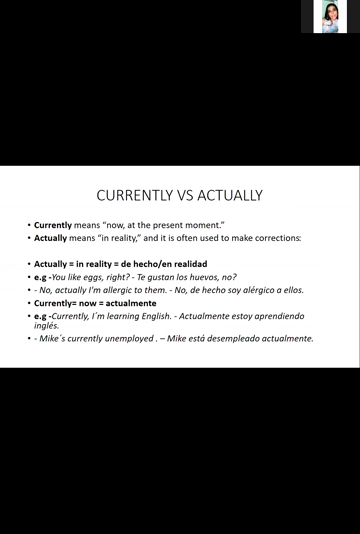 CURRENTLY VS ACTUALLY
• Currently means “now, at the present moment.”
• Actually means “in reality,” and it is often used to make corrections:
• Actually = in reality = de hecho/en realidad
• e.g -You like eggs, right? - Te gustan los huevos, no?
• - No, actually I'm allergic to them. - No, de hecho soy alérgico a ellos.
• Currently= now = actualmente
• e.g -Currently, I´m learning English. - Actualmente estoy aprendiendo
inglés.
• - Mike´s currently unemployed . – Mike está desempleado actualmente.